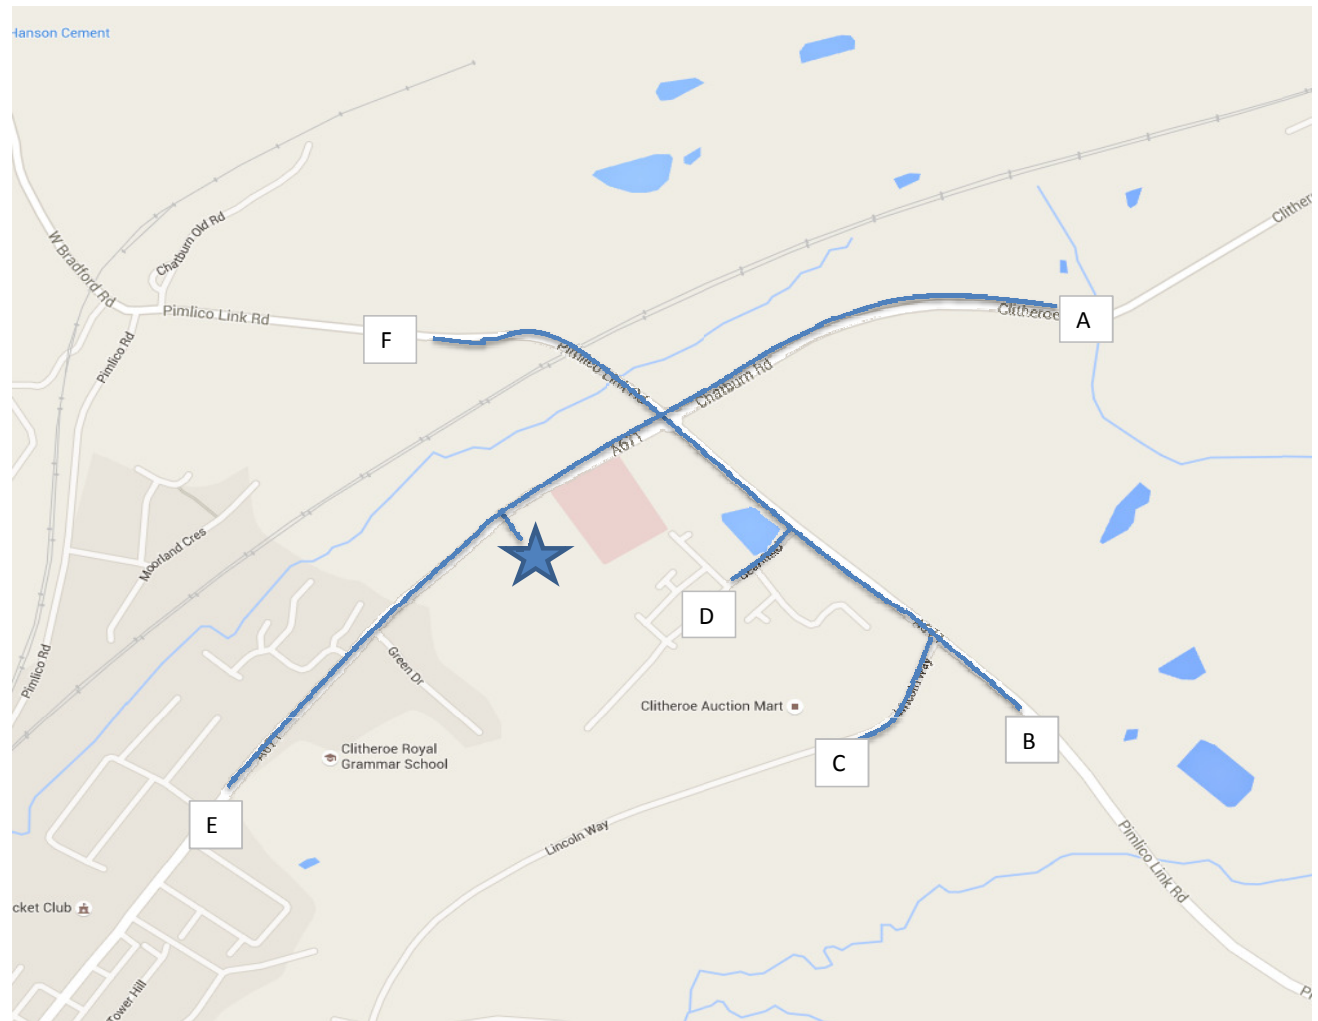 Hanson Cement
W Bradford Rd
Chatburn Old Rd
Clither
Pimlico Link Rd
Clitheroe
A
F
Pimlico Rd
Pimlico Link Rd
Chatburn Rd
A671
Moorland Cres
D
Pimlico Rd
Green Dr
Lincoln Way
Clitheroe Auction Mart
B
A671
Clitheroe Royal
Grammar School
C
E
Lincoln Way
Pimlico Link Rd
cket Club
Tower Hill